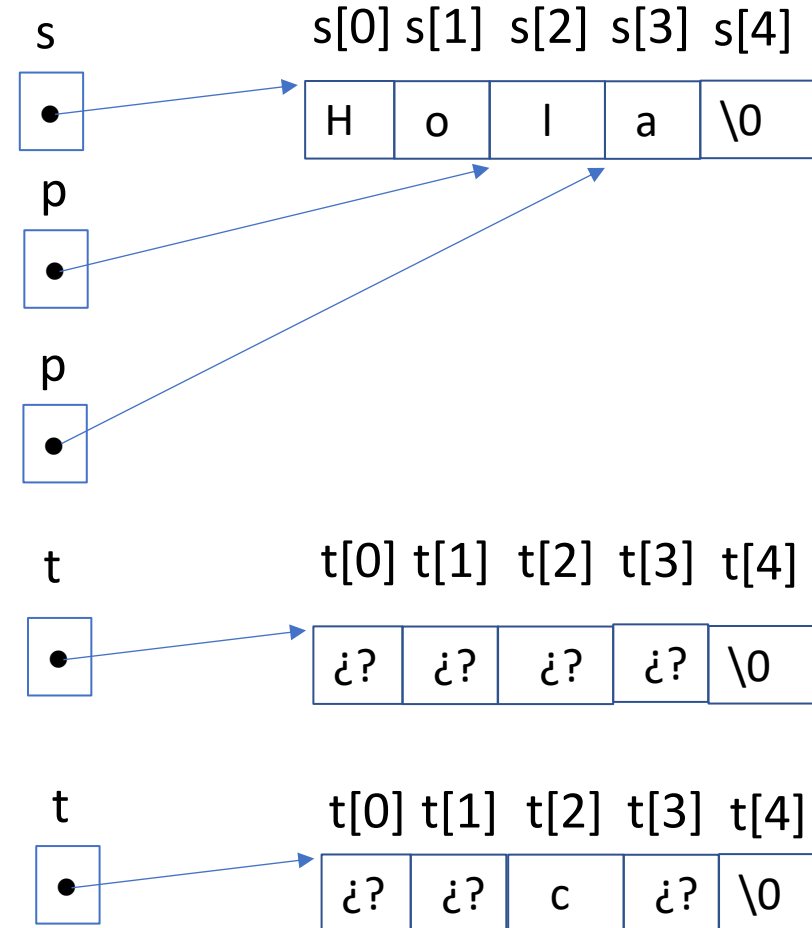 s s[0] s[1] s[2] s[3] s[4]
H o l a \0
p
p
t t[0] t[1] t[2] t[3] t[4]
¿? ¿? ¿? ¿? \0
t t[0] t[1] t[2] t[3] t[4]
¿? ¿? c ¿? \0